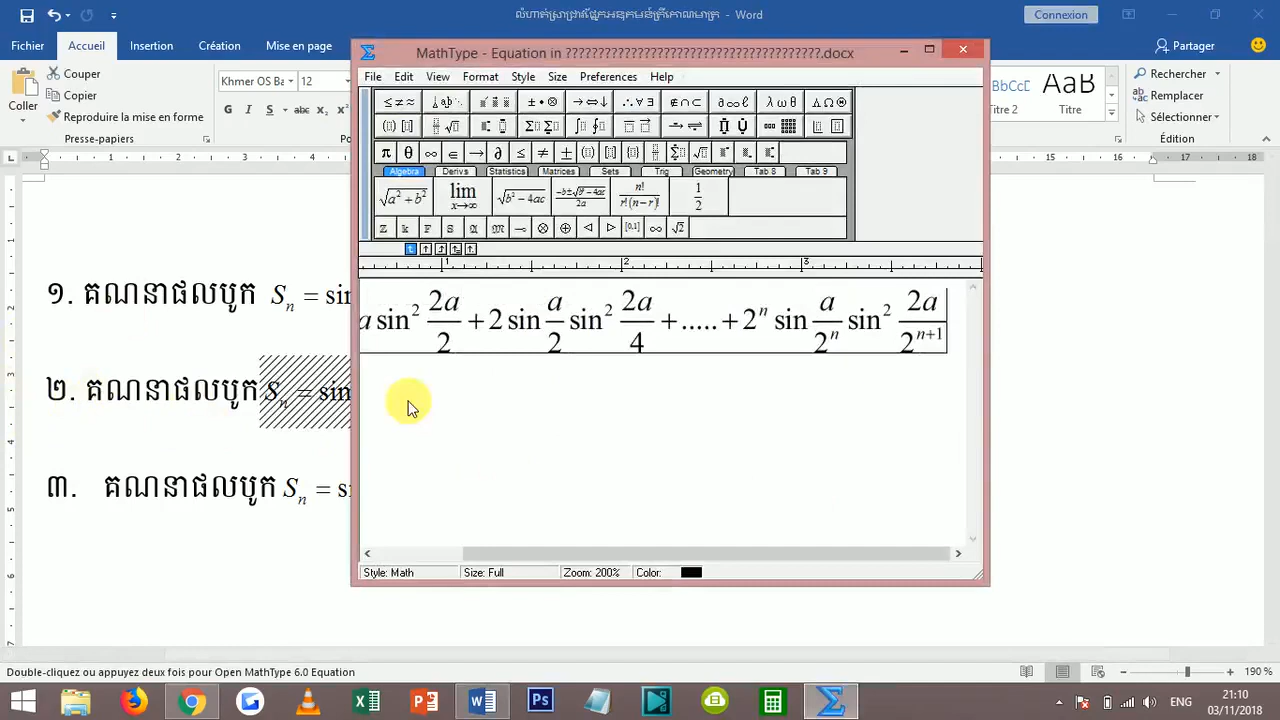 លំហាត់ស្រាវជ្រាវផ្នែកអនុគមន៍ត្រីកោណមាត្រ - Word
Connexion
Fichier Accueil Insertion Création Mise en page Partager
Coller
Couper
Copier
Reproduire la mise en forme
Presse-papiers
Khmer OS Ba 12
G I S abc x₂ x²
BbCcD AaB
Titre 2 Titre
Rechercher
Remplacer
Sélectionner
Édition
MathType - Equation in ?????????????????????????????????????.docx
File Edit View Format Style Size Preferences Help
Algebra Derivs Statistics Matrices Sets Trig Geometry Tab 8 Tab 9
a sin² 2a/2 + 2 sin a/2 sin² 2a/4 + ..... + 2ⁿ sin a/2ⁿ sin² 2a/2ⁿ⁺¹
Style: Math Size: Full Zoom: 200% Color:
១. គណនាផលបូក Sₙ = sin
២. គណនាផលបូក Sₙ = sin
៣. គណនាផលបូក Sₙ = si
Double-cliquez ou appuyez deux fois pour Open MathType 6.0 Equation
190 %
ENG
21:10
03/11/2018